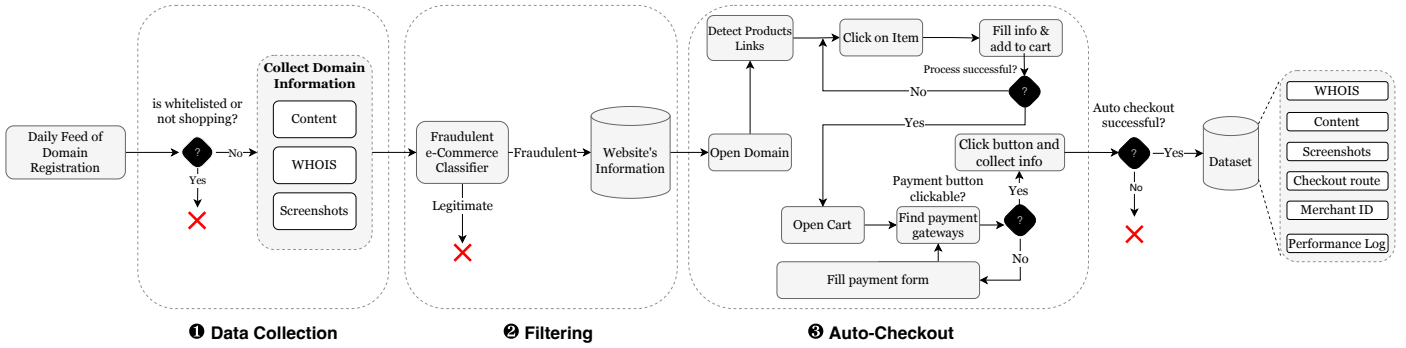 Daily Feed of
Domain
Registration
is whitelisted or
not shopping?
?
No
Yes
Collect Domain
Information
Content
WHOIS
Screenshots
❶ Data Collection
Fraudulent
e-Commerce
Classifier
Fraudulent
Legitimate
Website's
Information
❷ Filtering
Open Domain
Detect Products
Links
Click on Item
Fill info &
add to cart
Process successful?
?
No
Yes
Open Cart
Find payment
gateways
Payment button
clickable?
?
Yes
No
Fill payment form
Click button and
collect info
❸ Auto-Checkout
Auto checkout
successful?
?
Yes
No
Dataset
WHOIS
Content
Screenshots
Checkout route
Merchant ID
Performance Log